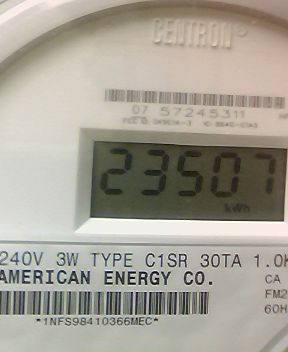 CENTRON®
07 57245311
23507
kWh
240V 3W TYPE C1SR 30TA 1.0K
AMERICAN ENERGY CO.
CA
FM2
60H
*1NFS98410366MEC*